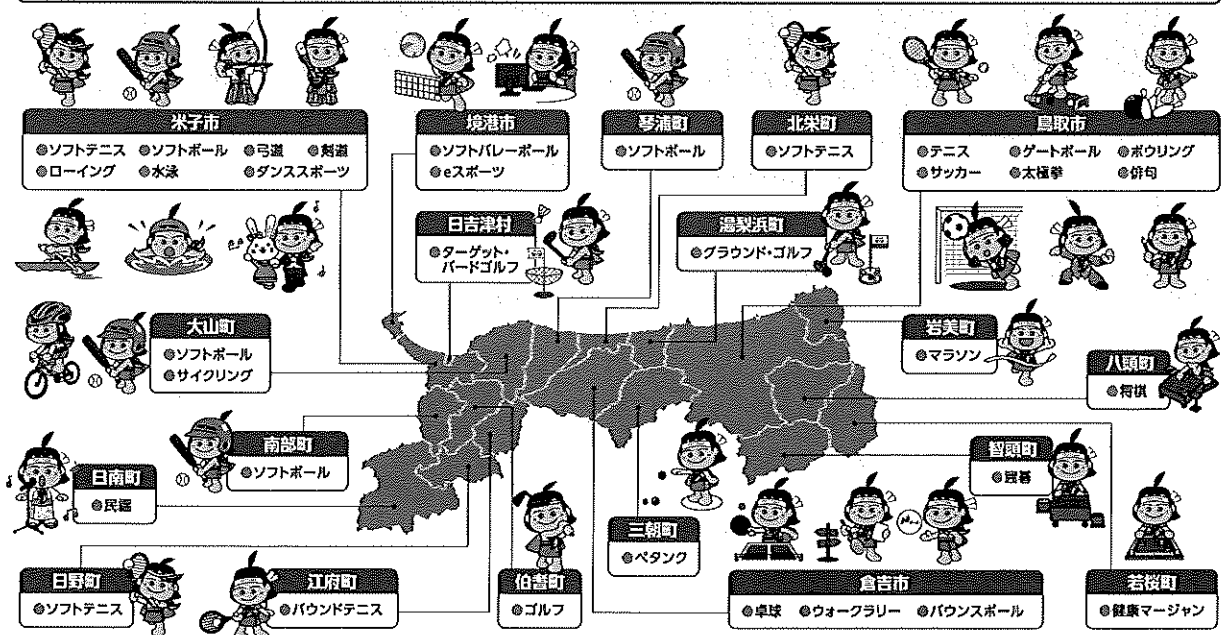 米子市
●ソフトテニス ●ソフトボール ●弓道 ●剣道
●ローイング ●水泳 ●ダンススポーツ
境港市
●ソフトバレーボール
●eスポーツ
琴浦町
●ソフトボール
北栄町
●ソフトテニス
鳥取市
●テニス ●ゲートボール ●ボウリング
●サッカー ●太極拳 ●俳句
日吉津村
●ターゲット・
バードゴルフ
湯梨浜町
●グラウンド・ゴルフ
大山町
●ソフトボール
●サイクリング
岩美町
●マラソン
八頭町
●将棋
南部町
●ソフトボール
日南町
●民謡
智頭町
●囲碁
三朝町
●ペタンク
日野町
●ソフトテニス
江府町
●バウンドテニス
伯耆町
●ゴルフ
倉吉市
●卓球 ●ウォークラリー ●バウンスボール
若桜町
●健康マージャン